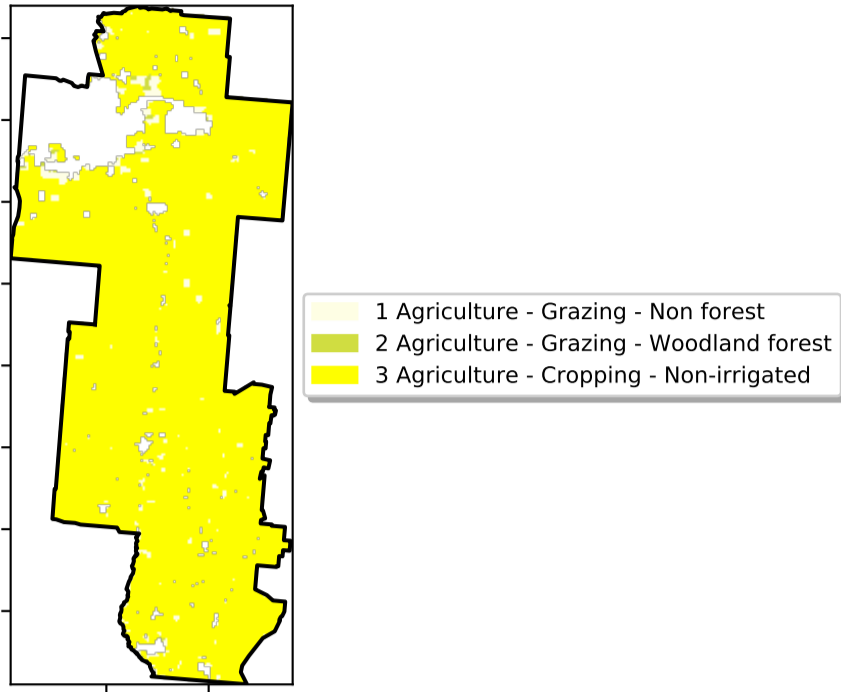 1 Agriculture - Grazing - Non forest
2 Agriculture - Grazing - Woodland forest
3 Agriculture - Cropping - Non-irrigated